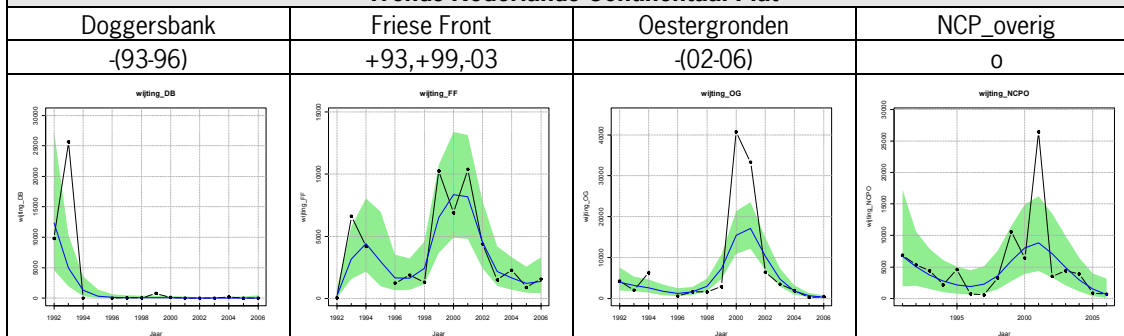 Trends Nederlands Continentaal Plat
Doggersbank Friese Front Oestergronden NCP_overig
-(93-96) +93,+99,-03 -(02-06) o
wijting_DB
wijting_DB
30000
25000
20000
15000
10000
5000
0
1992 1994 1996 1998 2000 2002 2004 2006
Jaar
wijting_FF
wijting_FF
15000
10000
5000
0
1992 1994 1996 1998 2000 2002 2004 2006
Jaar
wijting_OG
wijting_OG
40000
30000
20000
10000
0
1992 1994 1996 1998 2000 2002 2004 2006
Jaar
wijting_NCPO
wijting_NCPO
30000
25000
20000
15000
10000
5000
0
1995 2000 2005
Jaar